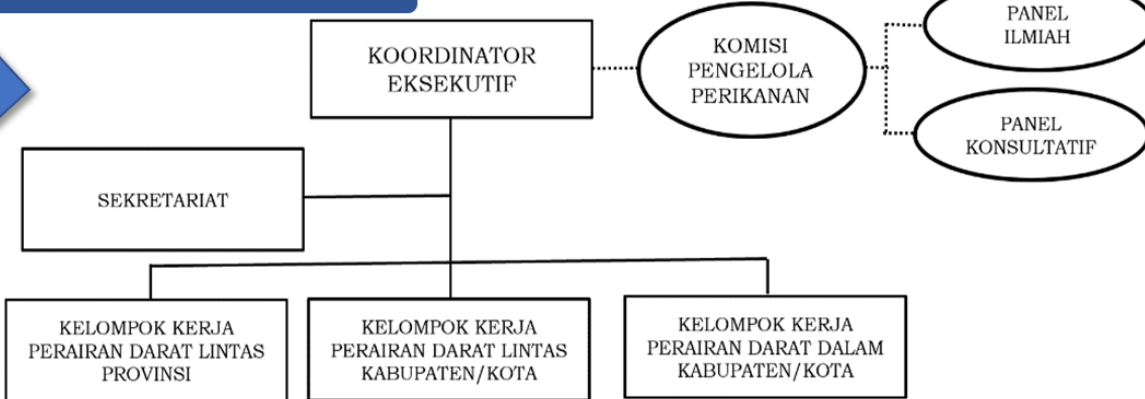 KOORDINATOR
EKSEKUTIF
KOMISI
PENGELOLA
PERIKANAN
PANEL
ILMIAH
PANEL
KONSULTATIF
SEKRETARIAT
KELOMPOK KERJA
PERAIRAN DARAT LINTAS
PROVINSI
KELOMPOK KERJA
PERAIRAN DARAT LINTAS
KABUPATEN/KOTA
KELOMPOK KERJA
PERAIRAN DARAT DALAM
KABUPATEN/KOTA